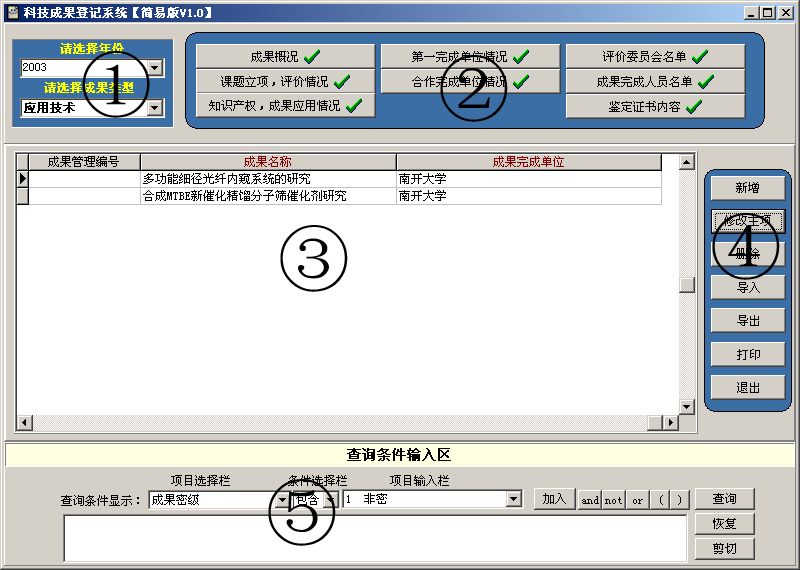 科技成果登记系统【简易版V1.0】
请选择年份
2003
请选择成果类型
应用技术
①
成果概况
第一完成单位情况
评价委员会名单
课题立项，评价情况
合作完成单位情况
成果完成人员名单
知识产权，成果应用情况
鉴定证书内容
②
成果管理编号 成果名称 成果完成单位
多功能细径光纤内窥系统的研究 南开大学
合成MTBE新催化精馏分子筛催化剂研究 南开大学
③
新增
修改主项
删除
④
导入
导出
打印
退出
查询条件输入区
项目选择栏 条件选择栏 项目输入栏
查询条件显示： 成果密级 包含 1 非密 加入 and not or ( ) 查询
⑤
恢复
剪切